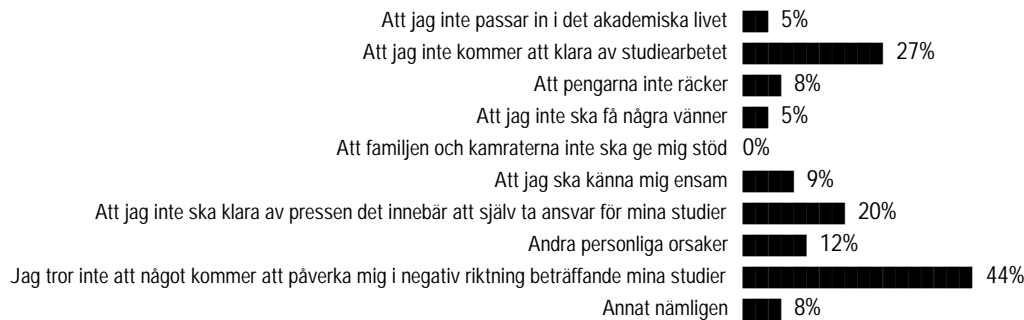 Att jag inte passar in i det akademiska livet 5%
Att jag inte kommer att klara av studiearbetet 27%
Att pengarna inte räcker 8%
Att jag inte ska få några vänner 5%
Att familjen och kamraterna inte ska ge mig stöd 0%
Att jag ska känna mig ensam 9%
Att jag inte ska klara av pressen det innebär att själv ta ansvar för mina studier 20%
Andra personliga orsaker 12%
Jag tror inte att något kommer att påverka mig i negativ riktning beträffande mina studier 44%
Annat nämligen 8%